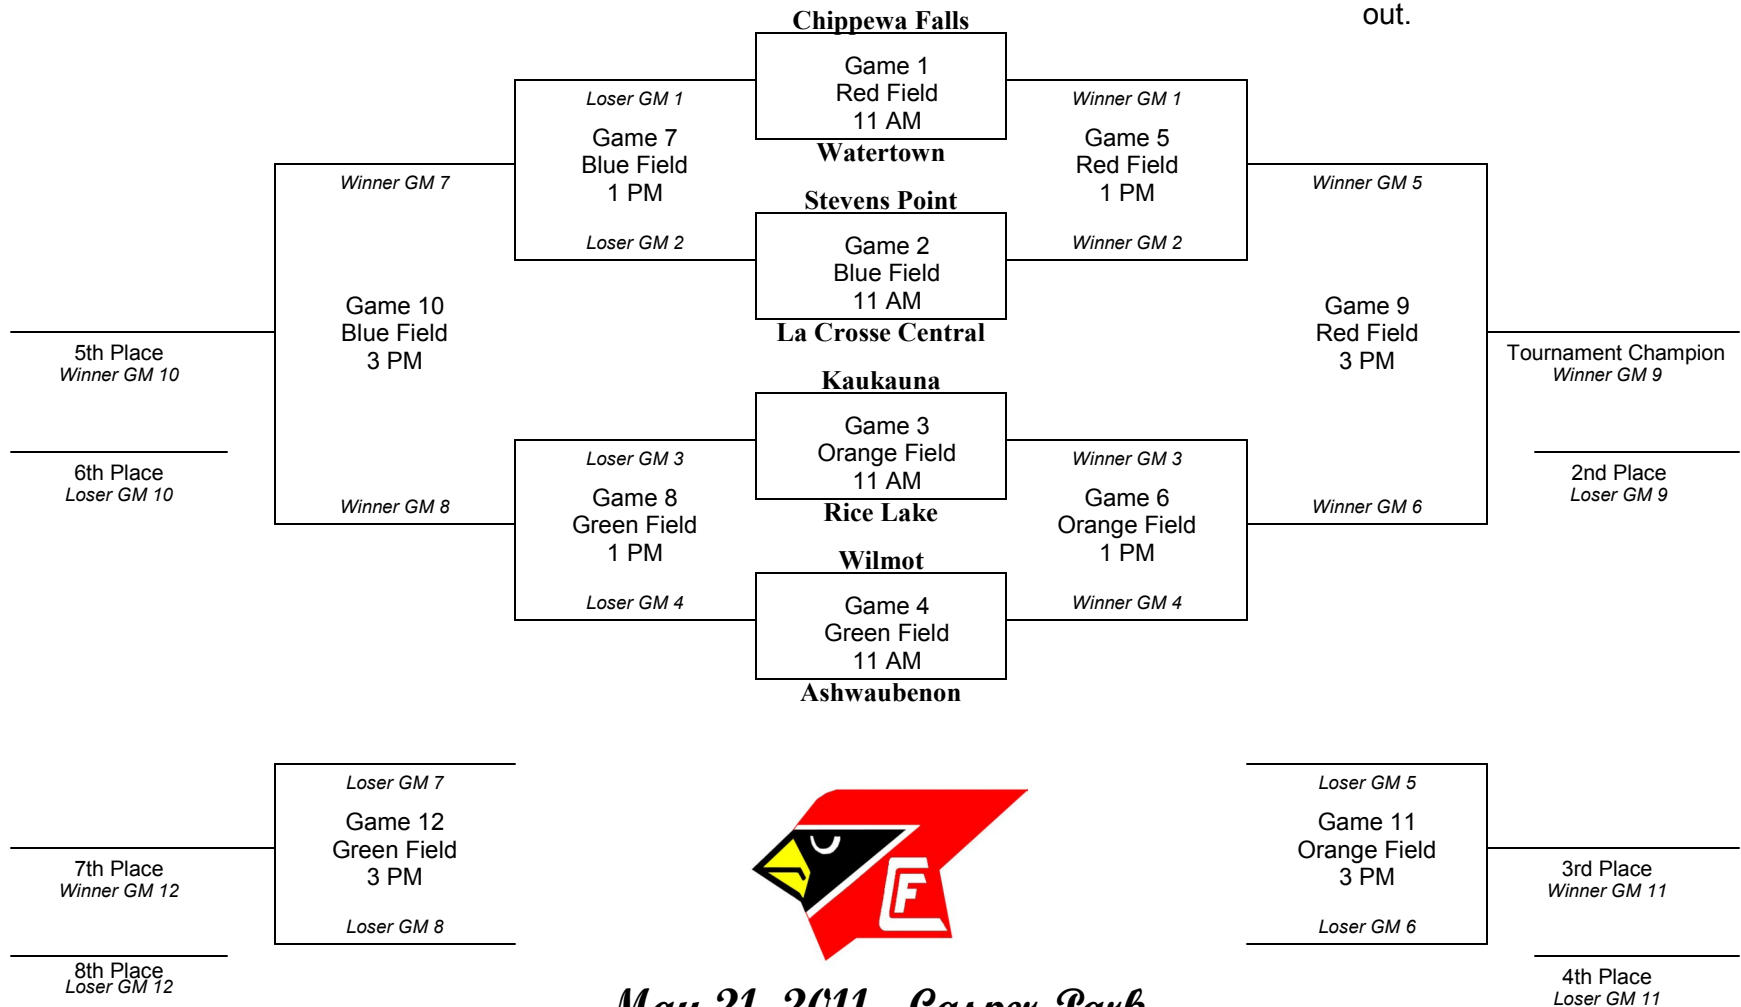 out.
Chippewa Falls
Game 1
Red Field
11 AM
Watertown
Loser GM 1
Game 7
Blue Field
1 PM
Loser GM 2
Winner GM 1
Game 5
Red Field
1 PM
Winner GM 2
Stevens Point
Game 2
Blue Field
11 AM
La Crosse Central
Winner GM 7
Game 10
Blue Field
3 PM
Winner GM 8
Winner GM 5
Game 9
Red Field
3 PM
Winner GM 6
5th Place
Winner GM 10
6th Place
Loser GM 10
Tournament Champion
Winner GM 9
2nd Place
Loser GM 9
Kaukauna
Game 3
Orange Field
11 AM
Rice Lake
Loser GM 3
Game 8
Green Field
1 PM
Loser GM 4
Winner GM 3
Game 6
Orange Field
1 PM
Winner GM 4
Wilmot
Game 4
Green Field
11 AM
Ashwaubenon
Loser GM 7
Game 12
Green Field
3 PM
Loser GM 8
7th Place
Winner GM 12
8th Place
Loser GM 12
CF
Loser GM 5
Game 11
Orange Field
3 PM
Loser GM 6
3rd Place
Winner GM 11
4th Place
Loser GM 11
May 21, 2011 - Casper Park